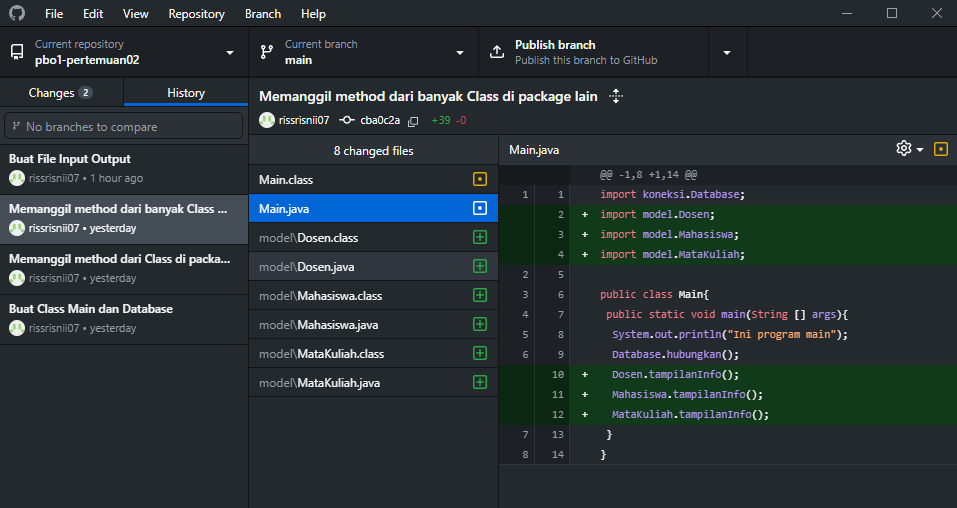 File Edit View Repository Branch Help
Current repository
pbo1-pertemuan02
Current branch
main
Publish branch
Publish this branch to GitHub
Changes 2 History
No branches to compare
Buat File Input Output
rissrisnii07 • 1 hour ago
Memanggil method dari banyak Class ...
rissrisnii07 • yesterday
Memanggil method dari Class di packa...
rissrisnii07 • yesterday
Buat Class Main dan Database
rissrisnii07 • yesterday
Memanggil method dari banyak Class di package lain
rissrisnii07 cba0c2a +39 -0
8 changed files
Main.class
Main.java
model\Dosen.class
model\Dosen.java
model\Mahasiswa.class
model\Mahasiswa.java
model\MataKuliah.class
model\MataKuliah.java
Main.java
@@ -1,8 +1,14 @@
1 1 import koneksi.Database;
2 + import model.Dosen;
3 + import model.Mahasiswa;
4 + import model.MataKuliah;
2 5
3 6 public class Main{
4 7 public static void main(String [] args){
5 8 System.out.println("Ini program main");
6 9 Database.hubungkan();
10 + Dosen.tampilanInfo();
11 + Mahasiswa.tampilanInfo();
12 + MataKuliah.tampilanInfo();
7 13 }
8 14 }